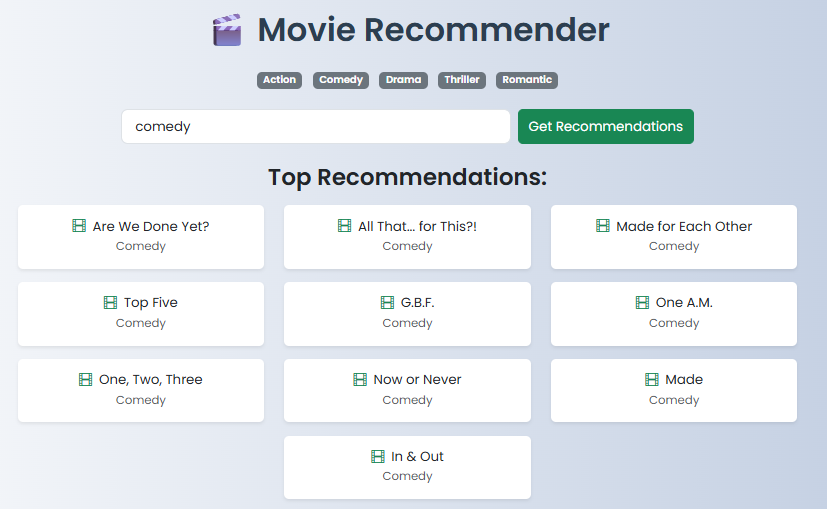 Movie Recommender
Action Comedy Drama Thriller Romantic
comedy Get Recommendations
Top Recommendations:
Are We Done Yet? All That... for This?! Made for Each Other
Comedy Comedy Comedy
Top Five G.B.F. One A.M.
Comedy Comedy Comedy
One, Two, Three Now or Never Made
Comedy Comedy Comedy
In & Out
Comedy